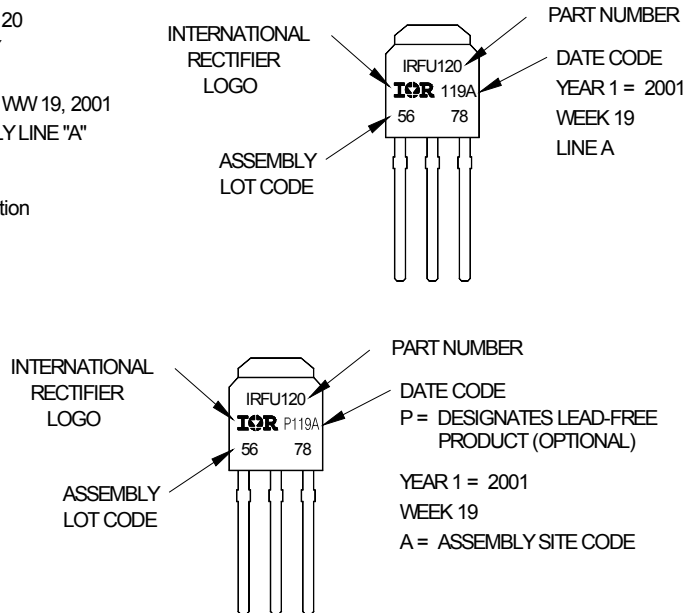 20
WW 19, 2001
LY LINE "A"
tion
INTERNATIONAL
RECTIFIER
LOGO
ASSEMBLY
LOT CODE
IRFU120
IOR 119A
56 78
PART NUMBER
DATE CODE
YEAR 1 = 2001
WEEK 19
LINE A
INTERNATIONAL
RECTIFIER
LOGO
ASSEMBLY
LOT CODE
IRFU120
IOR P119A
56 78
PART NUMBER
DATE CODE
P = DESIGNATES LEAD-FREE
PRODUCT (OPTIONAL)
YEAR 1 = 2001
WEEK 19
A = ASSEMBLY SITE CODE